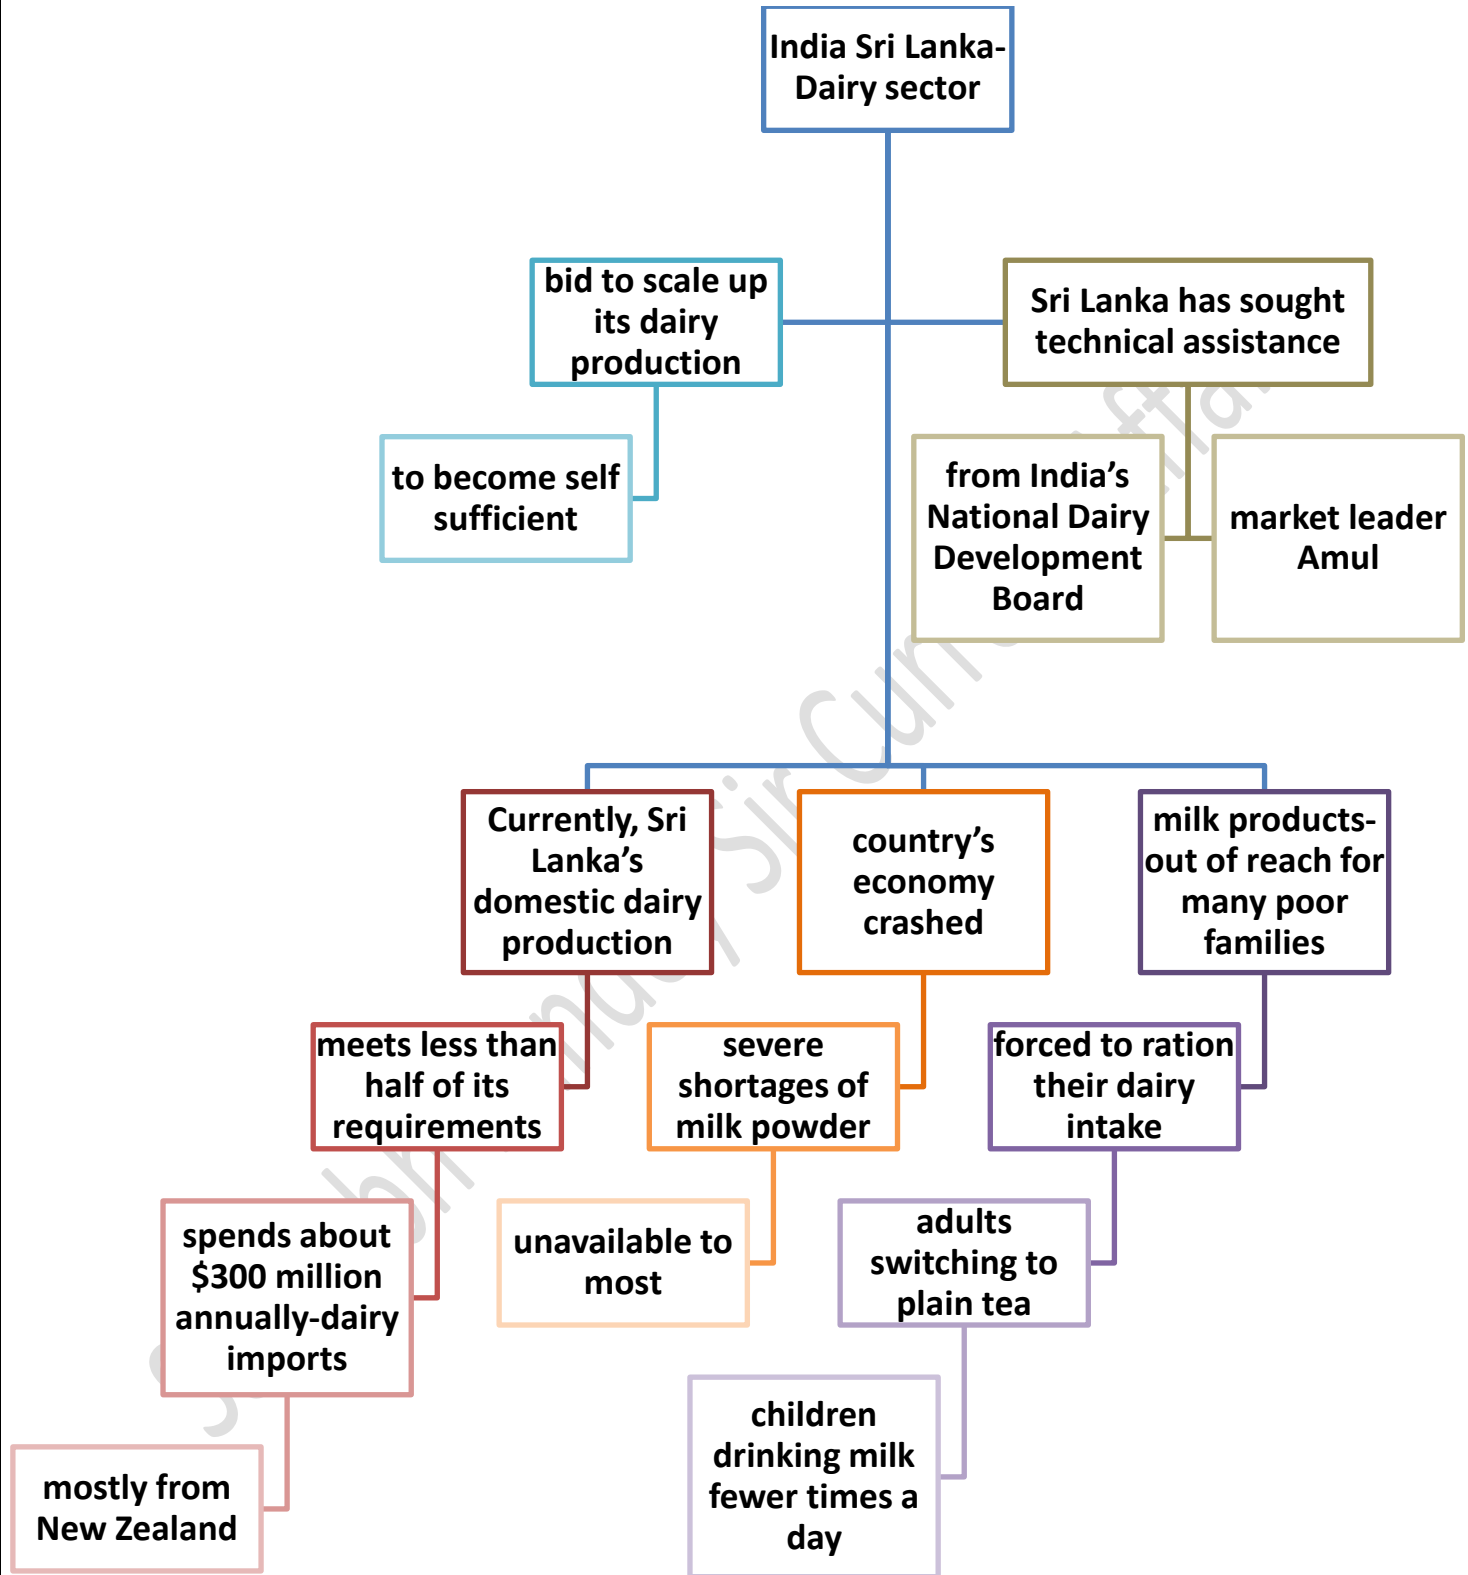 India Sri Lanka-
Dairy sector
bid to scale up
its dairy
production
Sri Lanka has sought
technical assistance
to become self
sufficient
from India’s
National Dairy
Development
Board
market leader
Amul
Currently, Sri
Lanka’s
domestic dairy
production
country’s
economy
crashed
milk products-
out of reach for
many poor
families
meets less than
half of its
requirements
severe
shortages of
milk powder
forced to ration
their dairy
intake
spends about
$300 million
annually-dairy
imports
unavailable to
most
adults
switching to
plain tea
mostly from
New Zealand
children
drinking milk
fewer times a
day
Sir